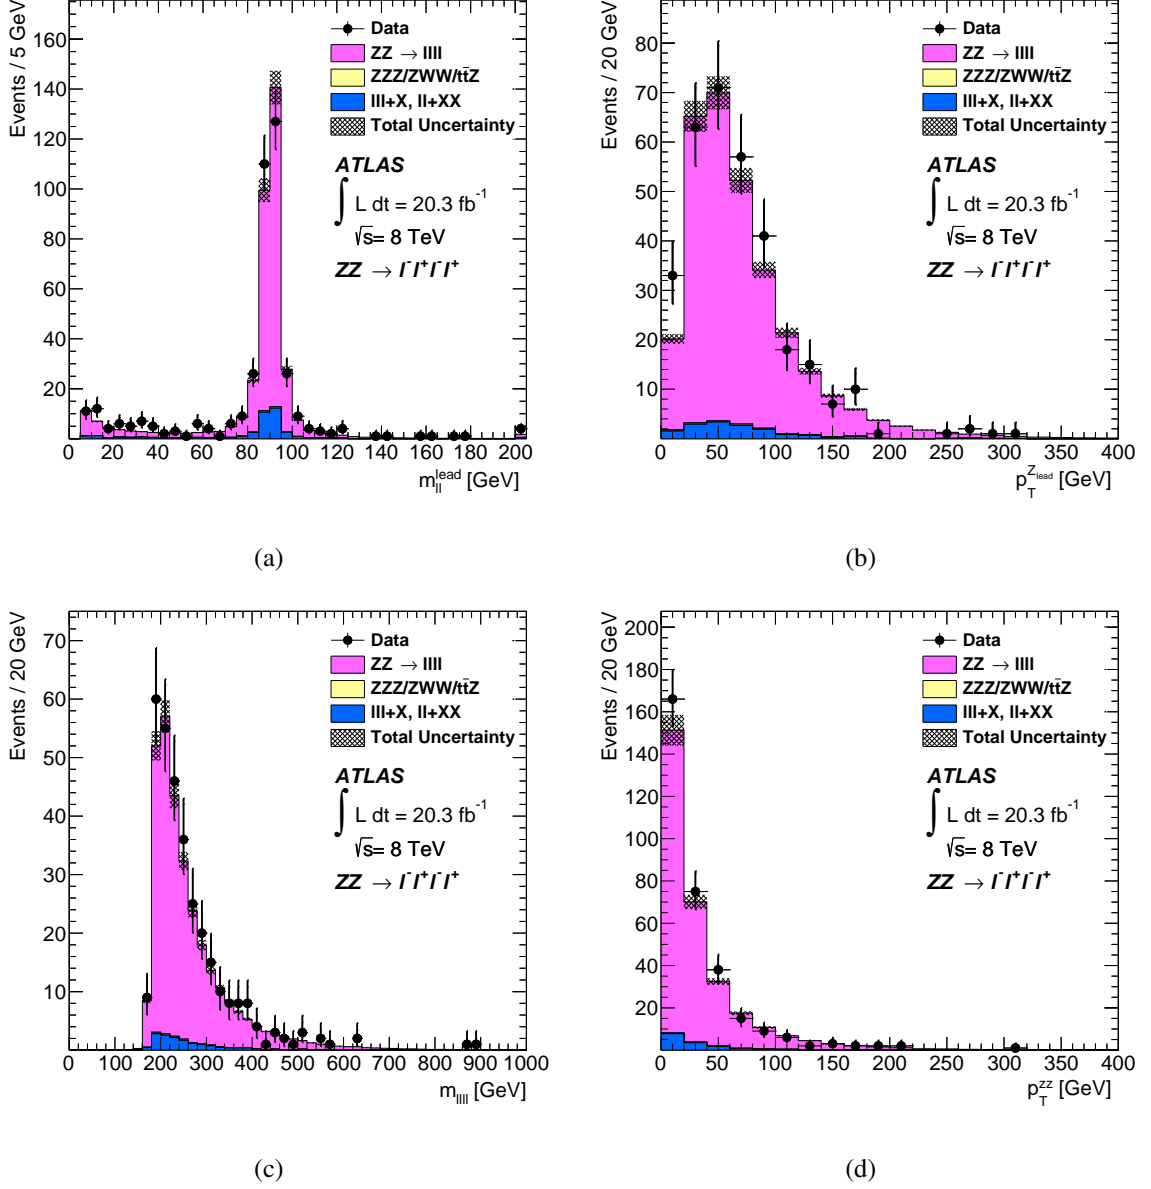 Events / 5 GeV
160
140
120
100
80
60
40
20
0 20 40 60 80 100 120 140 160 180 200
m_ll^lead [GeV]
Data
ZZ → llll
ZZZ/ZWW/tt̄Z
lll+X, ll+XX
Total Uncertainty
ATLAS
∫ L dt = 20.3 fb⁻¹
√s= 8 TeV
ZZ → l⁻l⁺l⁻l⁺
(a)
Events / 20 GeV
80
70
60
50
40
30
20
10
0 50 100 150 200 250 300 350 400
p_T^{Z_lead} [GeV]
Data
ZZ → llll
ZZZ/ZWW/tt̄Z
lll+X, ll+XX
Total Uncertainty
ATLAS
∫ L dt = 20.3 fb⁻¹
√s= 8 TeV
ZZ → l⁻l⁺l⁻l⁺
(b)
Events / 20 GeV
70
60
50
40
30
20
10
0 100 200 300 400 500 600 700 800 900 1000
m_llll [GeV]
Data
ZZ → llll
ZZZ/ZWW/tt̄Z
lll+X, ll+XX
Total Uncertainty
ATLAS
∫ L dt = 20.3 fb⁻¹
√s= 8 TeV
ZZ → l⁻l⁺l⁻l⁺
(c)
Events / 20 GeV
200
180
160
140
120
100
80
60
40
20
0 50 100 150 200 250 300 350 400
p_T^{ZZ} [GeV]
Data
ZZ → llll
ZZZ/ZWW/tt̄Z
lll+X, ll+XX
Total Uncertainty
ATLAS
∫ L dt = 20.3 fb⁻¹
√s= 8 TeV
ZZ → l⁻l⁺l⁻l⁺
(d)